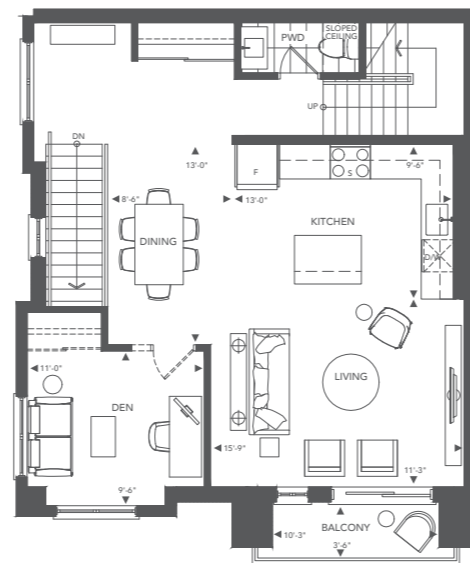 SLOPED
CEILING
PWD
UP
DN
13'-0"
9'-6"
F
S
8'-6"
13'-0"
KITCHEN
DINING
D/W
11'-0"
LIVING
DEN
15'-9"
11'-3"
9'-6"
BALCONY
10'-3"
3'-6"